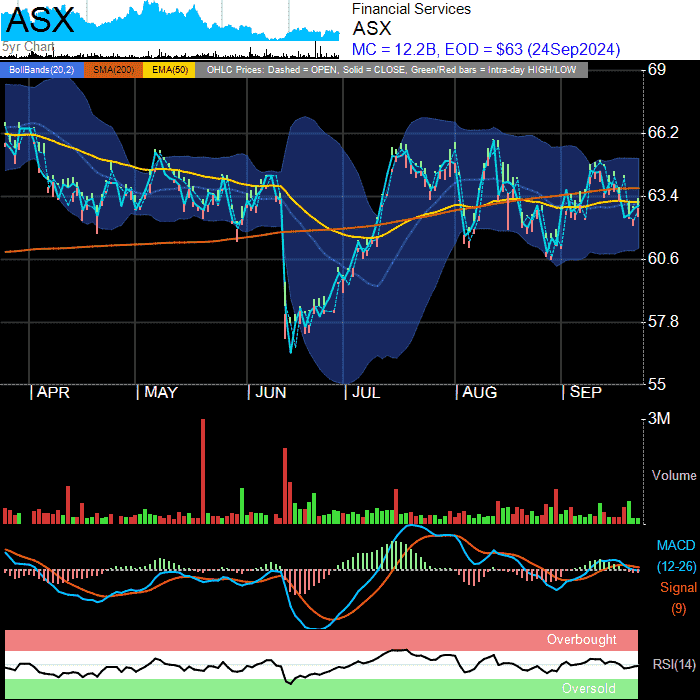 ASX
5yr Chart
Financial Services
ASX
MC = 12.2B, EOD = $63 (24Sep2024)
BollBands(20,2) SMA(200) EMA(50) OHLC Prices: Dashed = OPEN, Solid = CLOSE, Green/Red bars = Intra-day HIGH/LOW
69
66.2
63.4
60.6
57.8
55
| APR | MAY | JUN | JUL | AUG | SEP
3M
Volume
MACD
(12-26)
Signal
(9)
Overbought
RSI(14)
Oversold